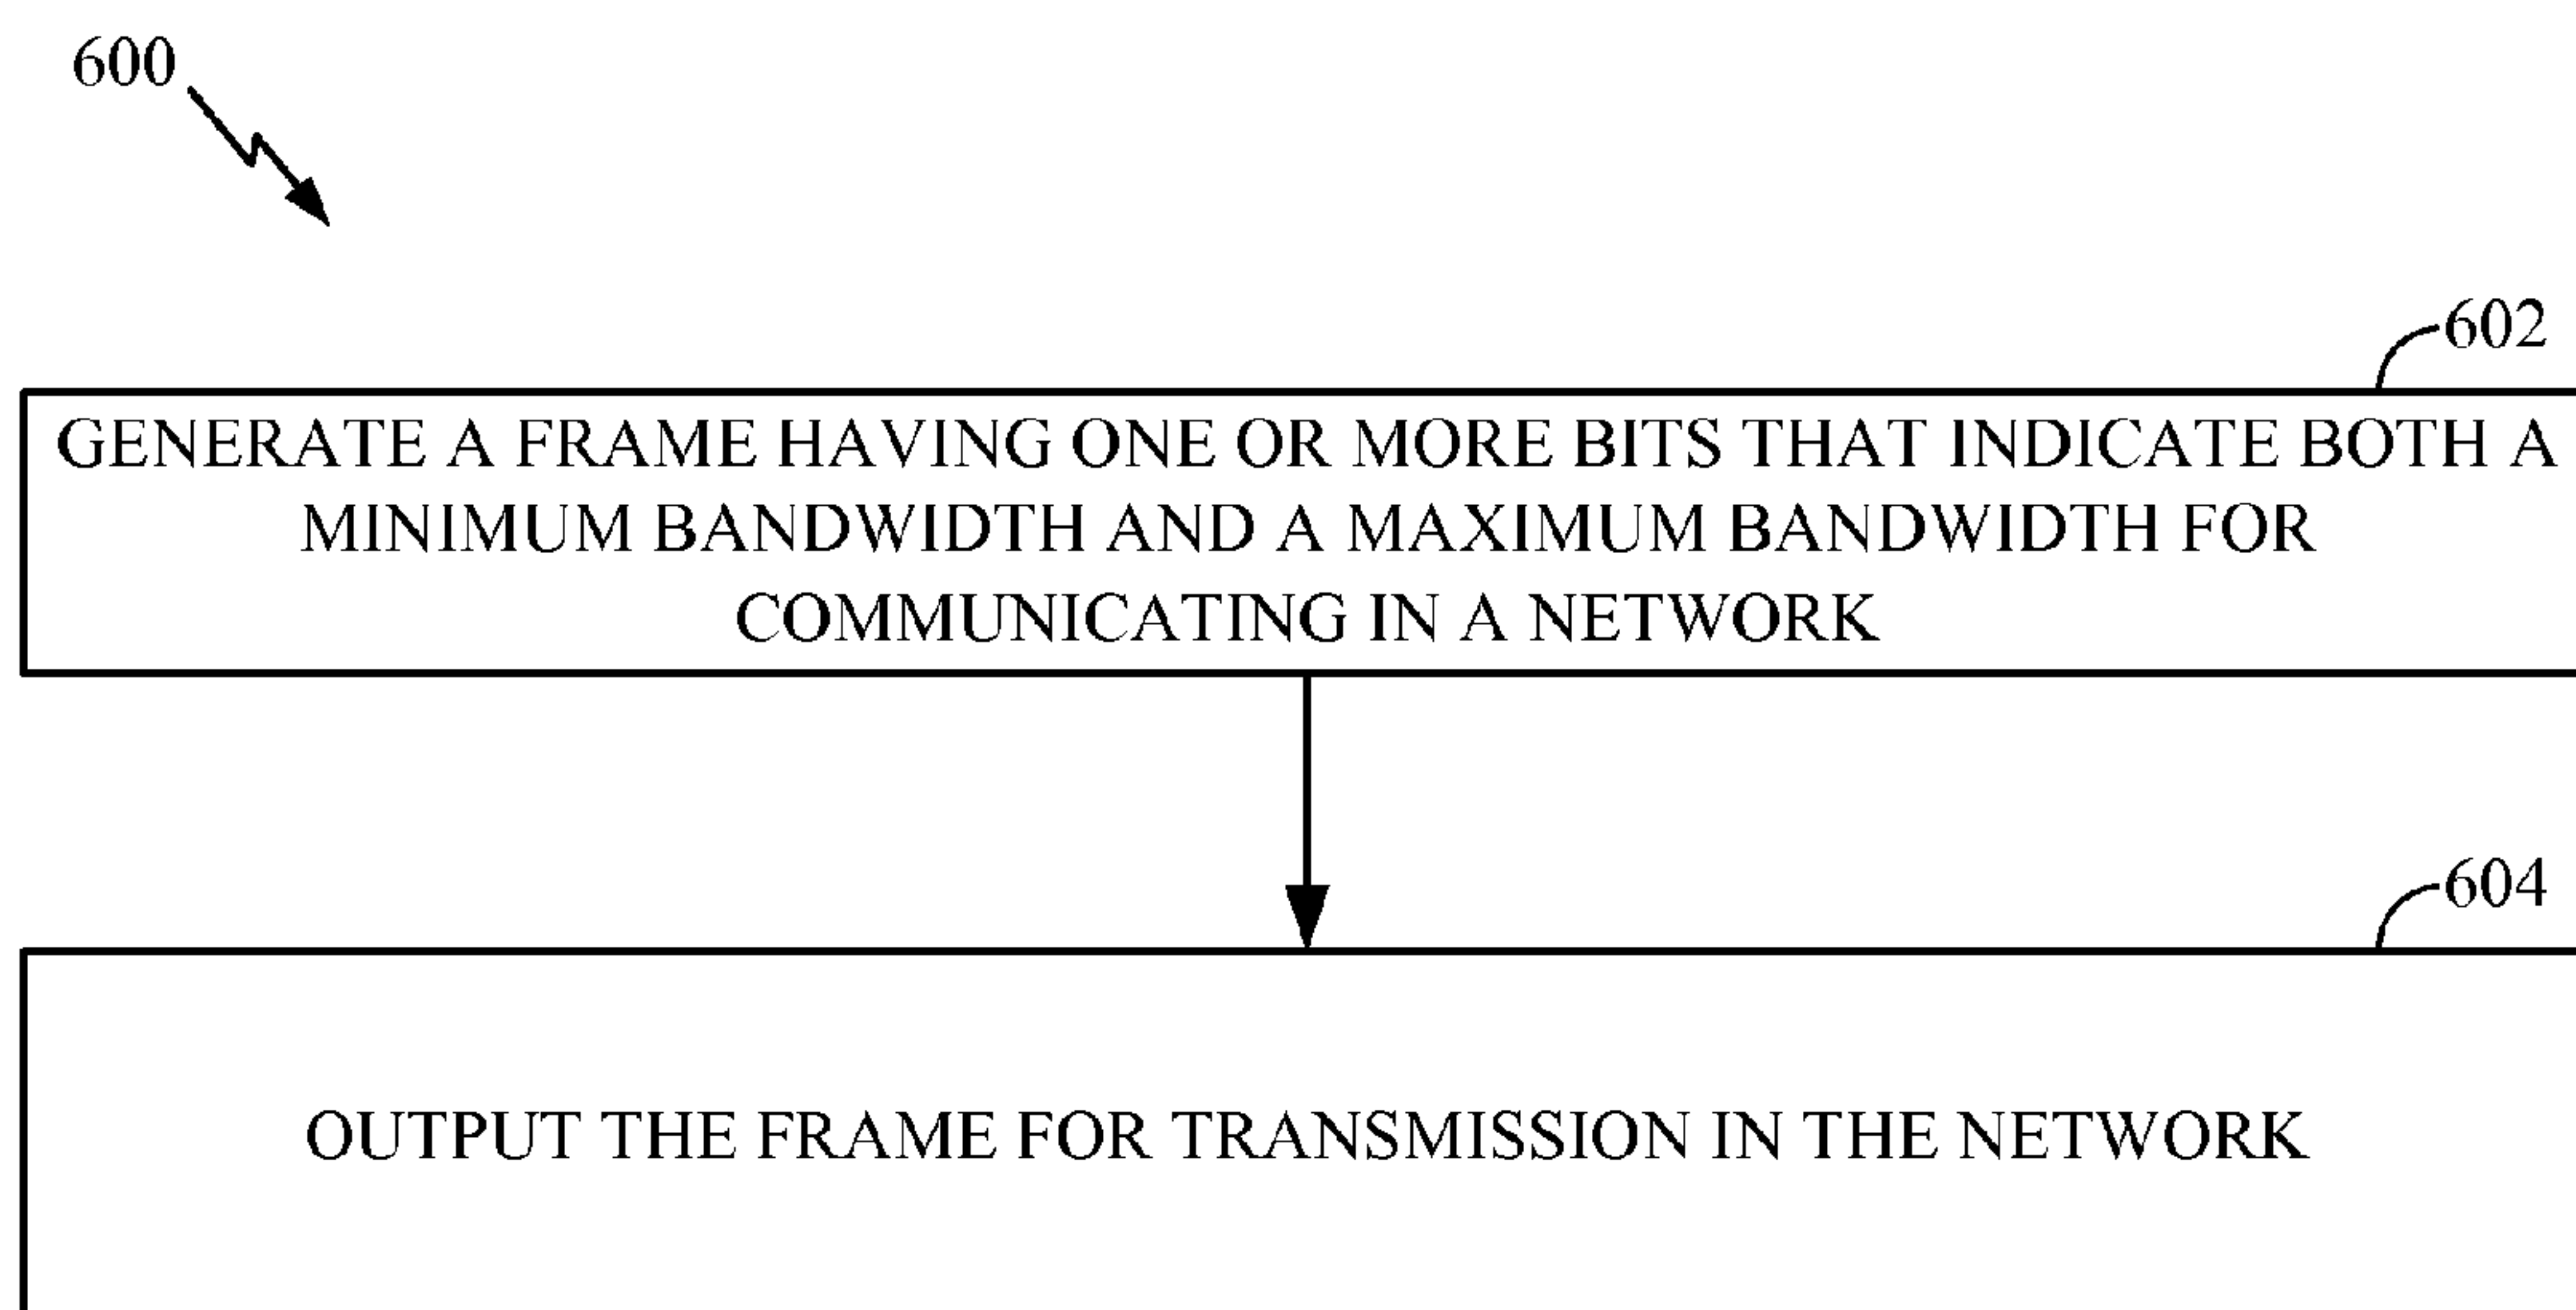 600
602
GENERATE A FRAME HAVING ONE OR MORE BITS THAT INDICATE BOTH A
MINIMUM BANDWIDTH AND A MAXIMUM BANDWIDTH FOR
COMMUNICATING IN A NETWORK
604
OUTPUT THE FRAME FOR TRANSMISSION IN THE NETWORK